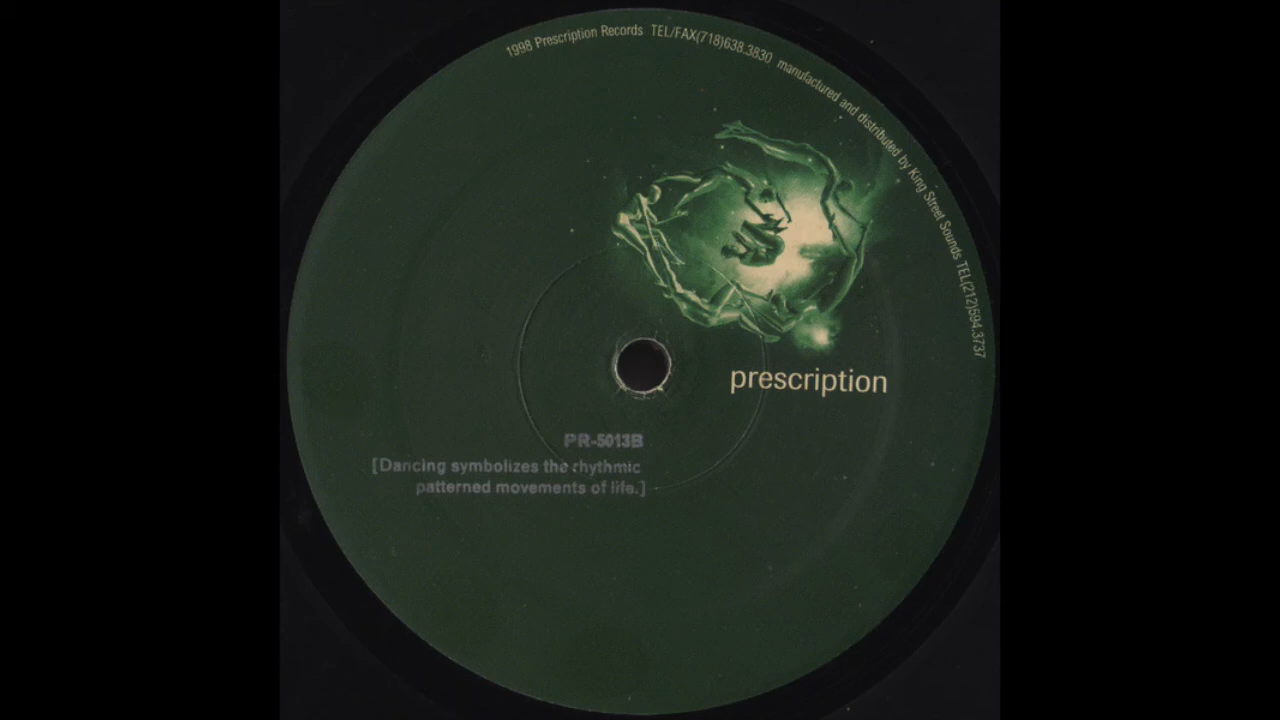 1998 Prescription Records TEL/FAX(718)638.3830 manufactured and distributed by King Street Sounds TEL(212)594.3737
prescription
PR-5013B
[Dancing symbolizes the rhythmic
patterned movements of life.]